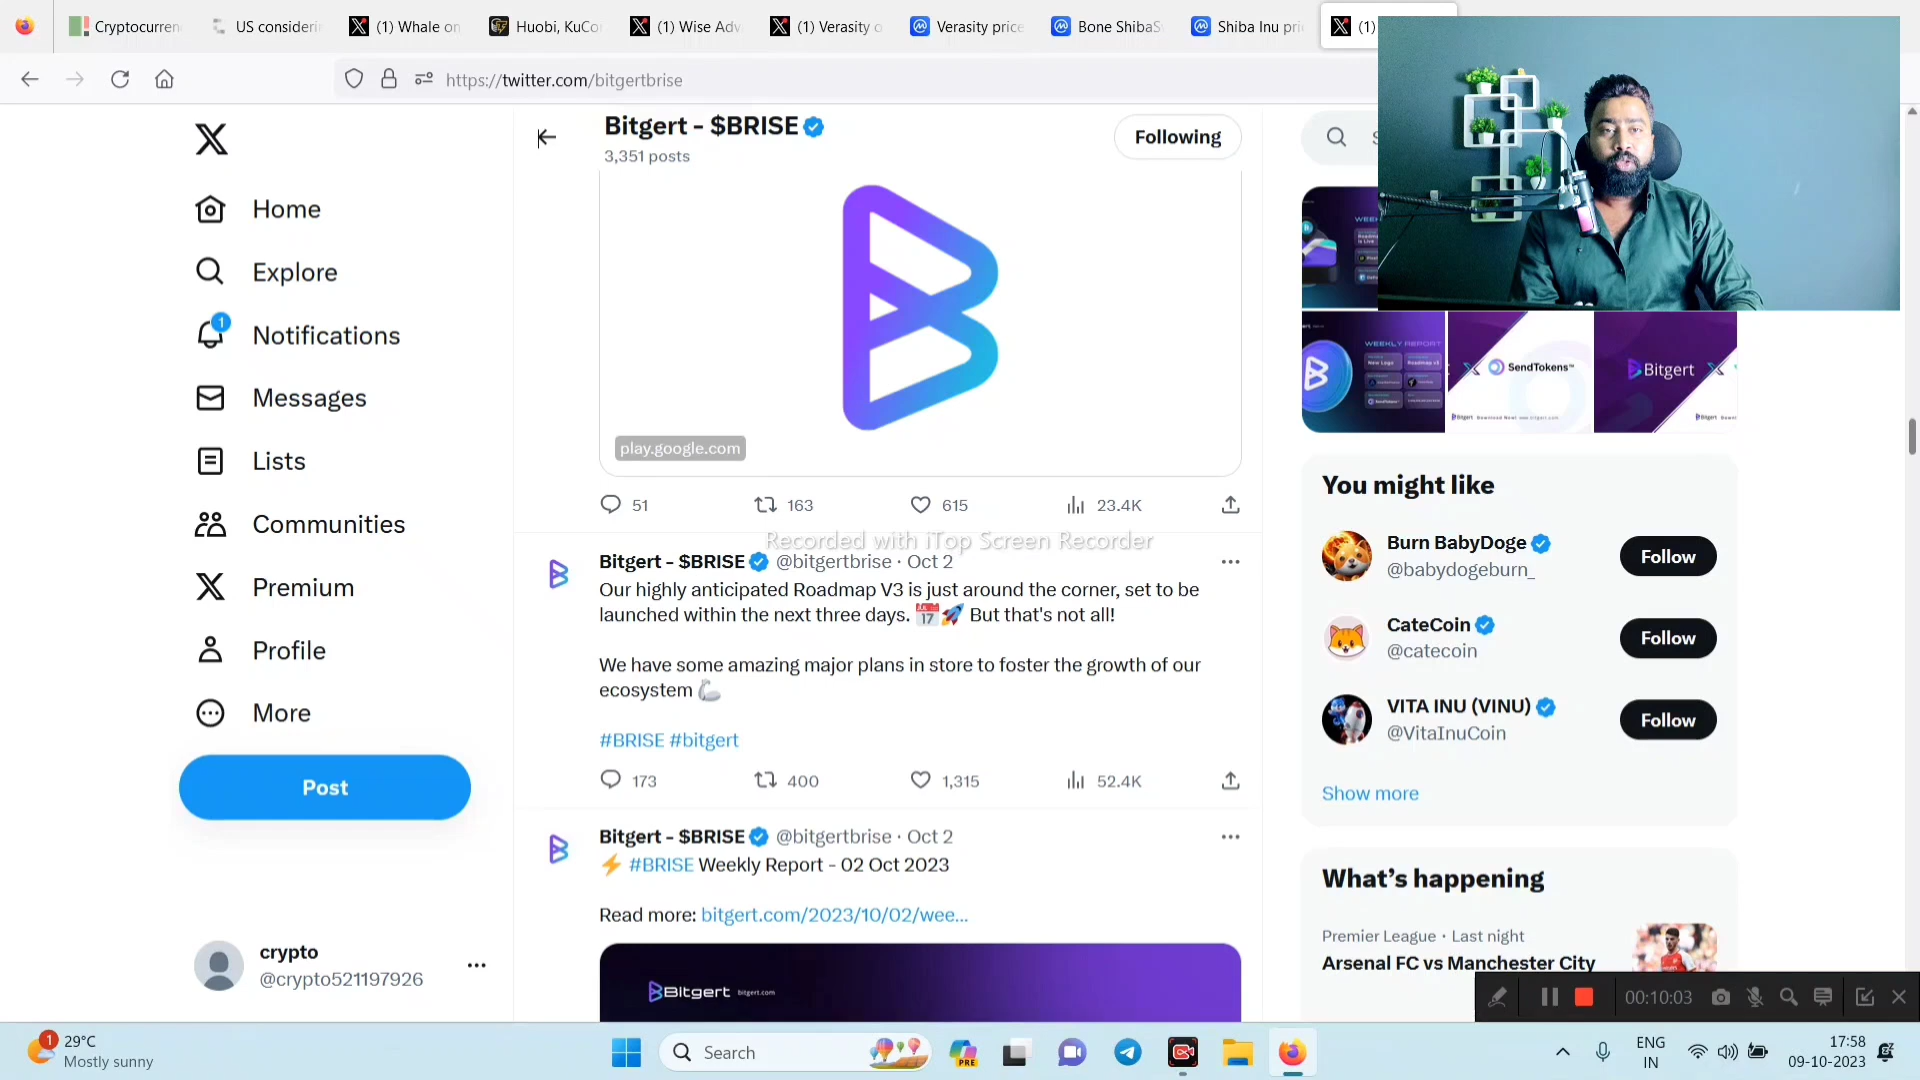 Cryptocurren
US considerin
(1) Whale on
Huobi, KuCo
(1) Wise Adv
(1) Verasity o
Verasity price
Bone ShibaS
Shiba Inu pri
(1)
https://twitter.com/bitgertbrise
Bitgert - $BRISE
3,351 posts
Following
Home
Explore
1
Notifications
Messages
Lists
Communities
Premium
Profile
More
Post
crypto
@crypto521197926
play.google.com
51
163
615
23.4K
Recorded with iTop Screen Recorder
Bitgert - $BRISE @bitgertbrise · Oct 2
Our highly anticipated Roadmap V3 is just around the corner, set to be
launched within the next three days. 📅🚀 But that's not all!
We have some amazing major plans in store to foster the growth of our
ecosystem 🦾
#BRISE #bitgert
173
400
1,315
52.4K
Bitgert - $BRISE @bitgertbrise · Oct 2
⚡ #BRISE Weekly Report - 02 Oct 2023
Read more: bitgert.com/2023/10/02/wee...
Bitgert bitgert.com
WEEKLY REPORT
SendTokens™
Bitgert
You might like
Burn BabyDoge
@babydogeburn_
Follow
CateCoin
@catecoin
Follow
VITA INU (VINU)
@VitaInuCoin
Follow
Show more
What's happening
Premier League · Last night
Arsenal FC vs Manchester City
00:10:03
1
29°C
Mostly sunny
Search
PRE
ENG
IN
17:58
09-10-2023